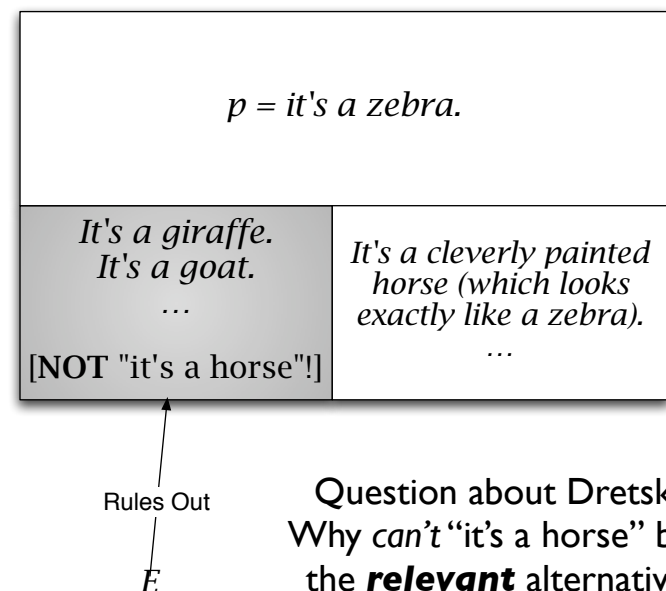 p = it's a zebra.
It's a giraffe.
It's a goat.
...
[NOT "it's a horse"!]
It's a cleverly painted
horse (which looks
exactly like a zebra).
...
Rules Out
E
Question about Dretsk
Why can't "it's a horse" b
the relevant alternativ